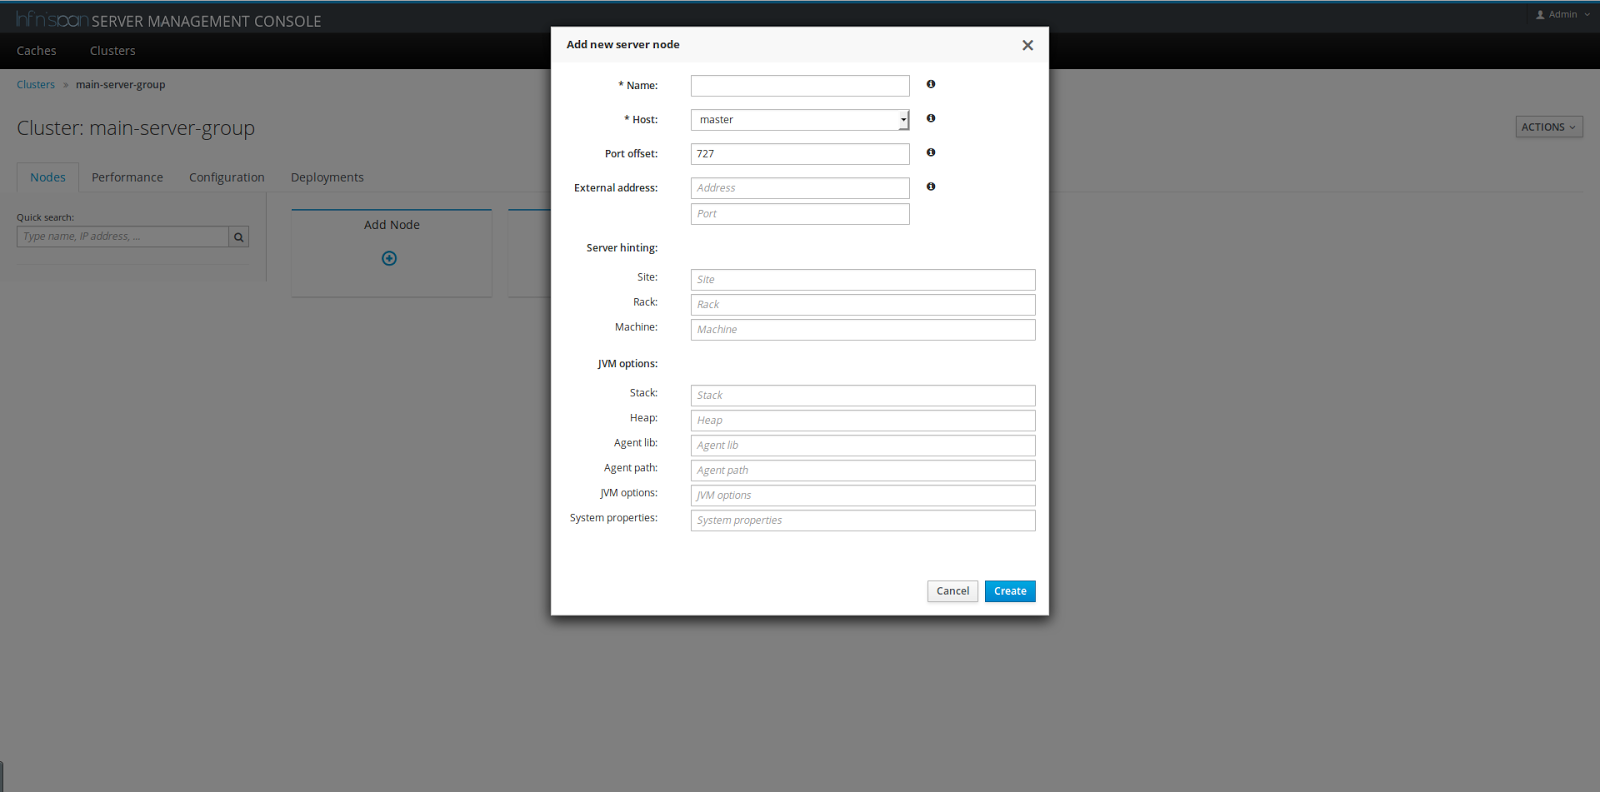 Infinispan SERVER MANAGEMENT CONSOLE
Admin
Caches Clusters
Clusters » main-server-group
Cluster: main-server-group
ACTIONS
Nodes Performance Configuration Deployments
Quick search:
Type name, IP address, ...
Add Node
Add new server node
* Name:
* Host: master
Port offset: 727
External address: Address
Port
Server hinting:
Site: Site
Rack: Rack
Machine: Machine
JVM options:
Stack: Stack
Heap: Heap
Agent lib: Agent lib
Agent path: Agent path
JVM options: JVM options
System properties: System properties
Cancel Create